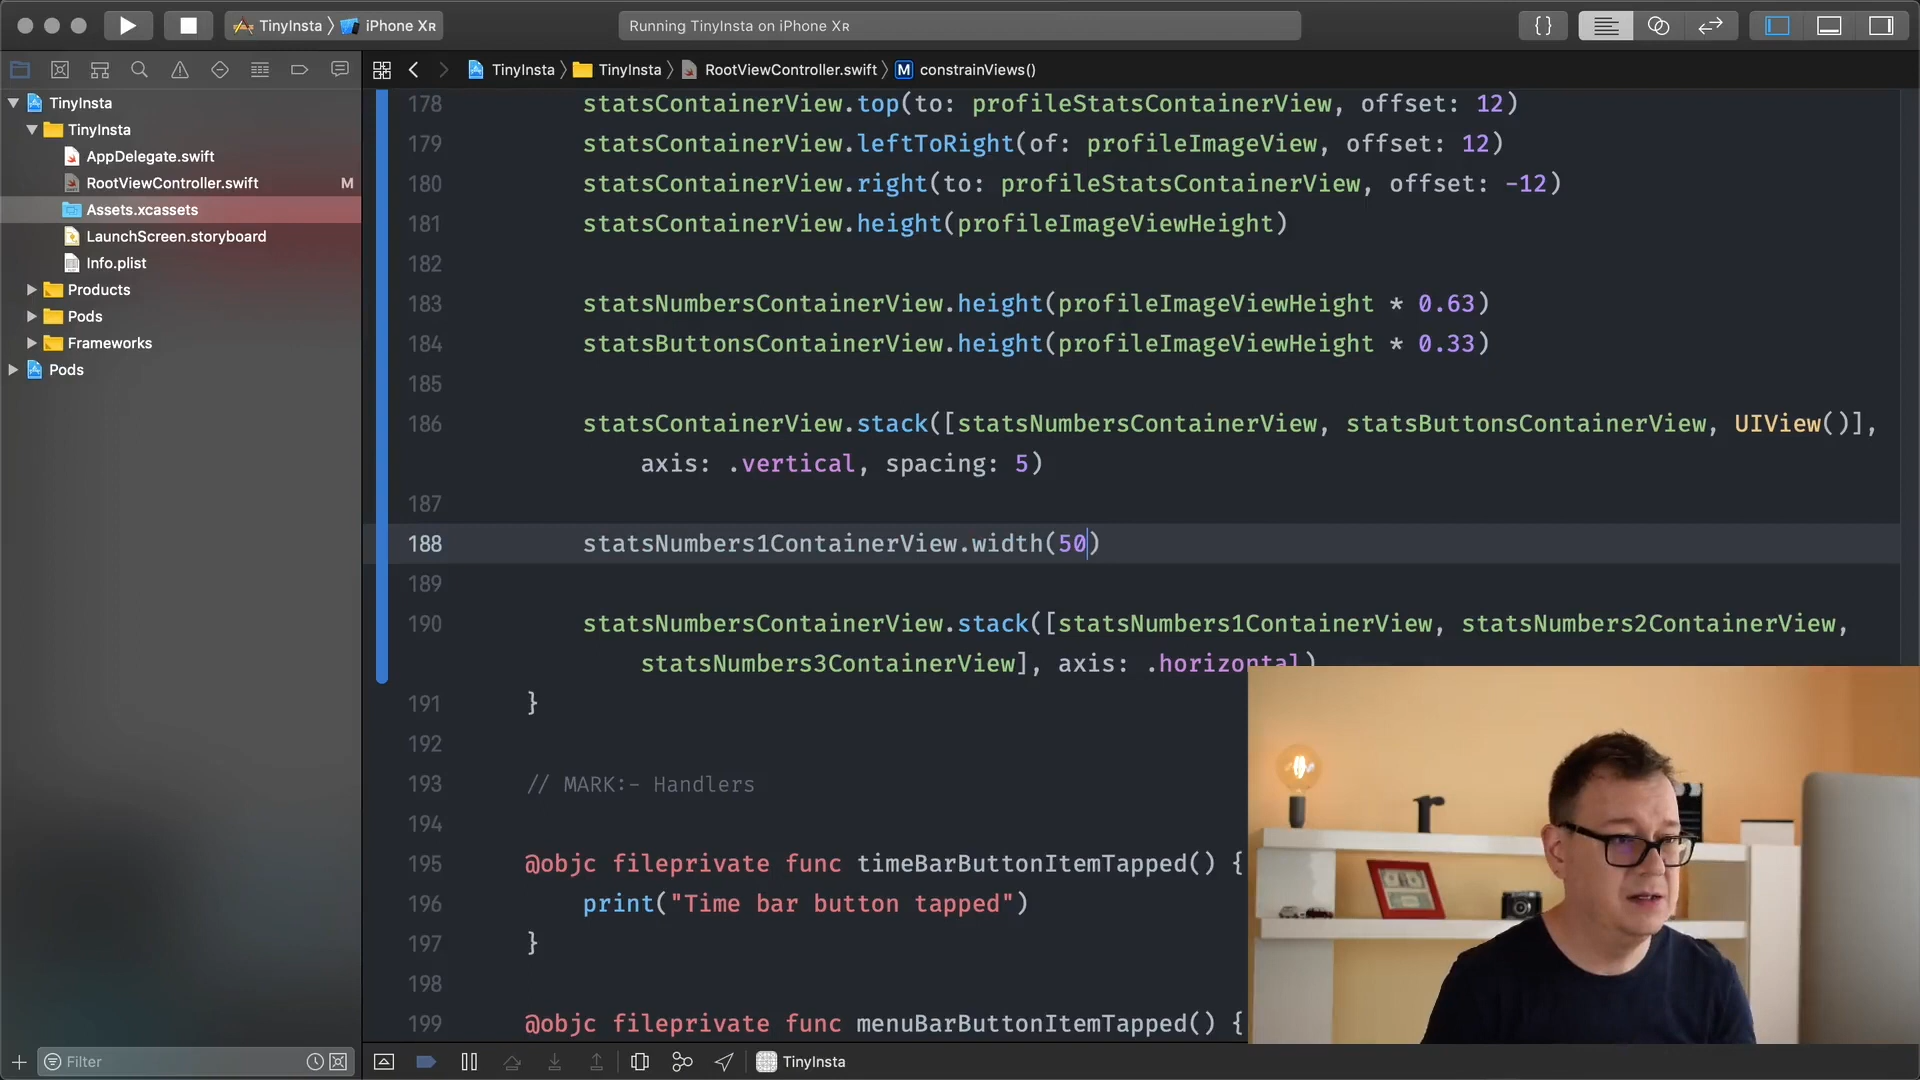 TinyInsta
iPhone XR
Running TinyInsta on iPhone XR
{}
TinyInsta
TinyInsta
RootViewController.swift
M
constrainViews()
TinyInsta
TinyInsta
AppDelegate.swift
RootViewController.swift
M
Assets.xcassets
LaunchScreen.storyboard
Info.plist
Products
Pods
Frameworks
Pods
178 statsContainerView.top(to: profileStatsContainerView, offset: 12)
179 statsContainerView.leftToRight(of: profileImageView, offset: 12)
180 statsContainerView.right(to: profileStatsContainerView, offset: -12)
181 statsContainerView.height(profileImageViewHeight)
182
183 statsNumbersContainerView.height(profileImageViewHeight * 0.63)
184 statsButtonsContainerView.height(profileImageViewHeight * 0.33)
185
186 statsContainerView.stack([statsNumbersContainerView, statsButtonsContainerView, UIView()],
axis: .vertical, spacing: 5)
187
188 statsNumbers1ContainerView.width(50)
189
190 statsNumbersContainerView.stack([statsNumbers1ContainerView, statsNumbers2ContainerView,
statsNumbers3ContainerView], axis: .horizontal)
191 }
192
193 // MARK:- Handlers
194
195 @objc fileprivate func timeBarButtonItemTapped() {
196 print("Time bar button tapped")
197 }
198
199 @objc fileprivate func menuBarButtonItemTapped() {
Filter
TinyInsta